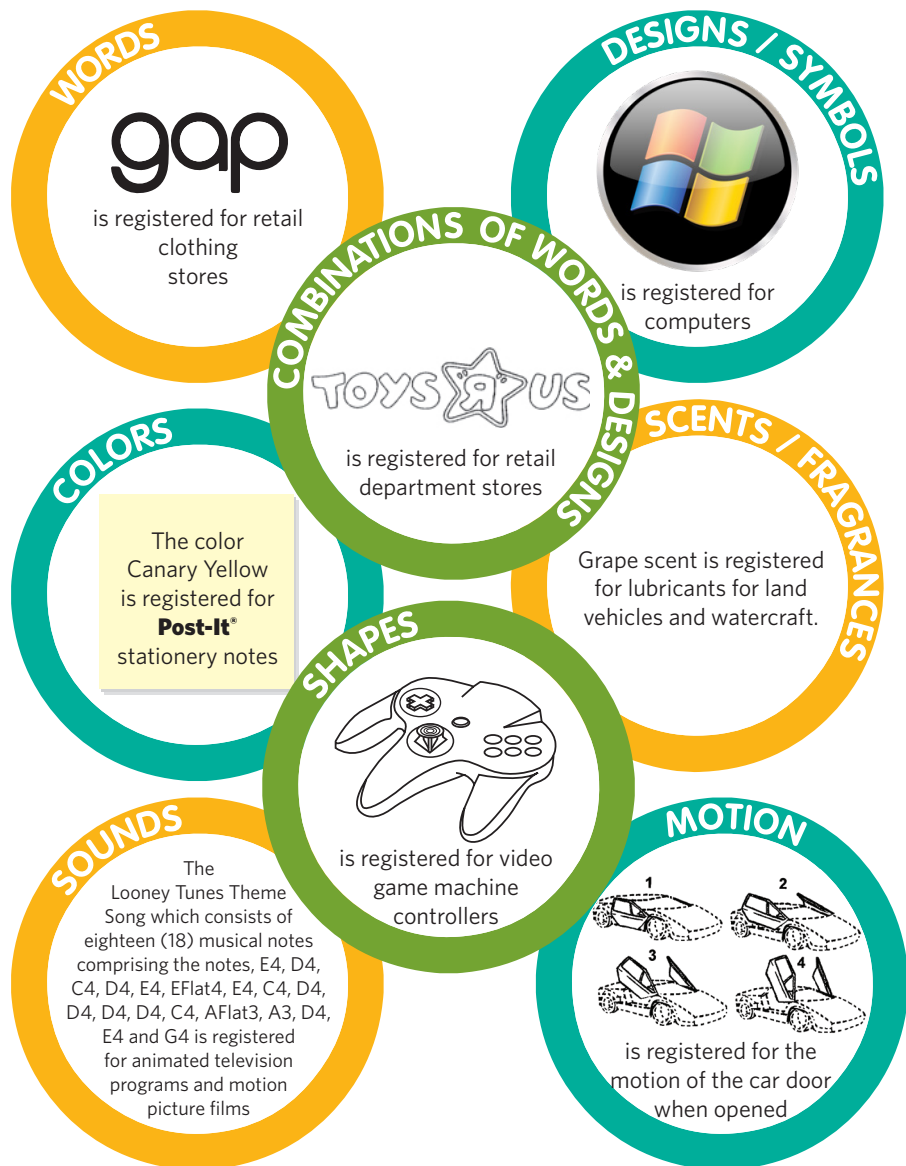 WORDS
gap
is registered for retail
clothing
stores
DESIGNS / SYMBOLS
is registered for
computers
COMBINATIONS OF WORDS & DESIGNS
TOYS "R" US
is registered for retail
department stores
COLORS
The color
Canary Yellow
is registered for
Post-It®
stationery notes
SCENTS / FRAGRANCES
Grape scent is registered
for lubricants for land
vehicles and watercraft.
SHAPES
is registered for video
game machine
controllers
SOUNDS
The
Looney Tunes Theme
Song which consists of
eighteen (18) musical notes
comprising the notes, E4, D4,
C4, D4, E4, EFlat4, E4, C4, D4,
D4, D4, D4, C4, AFlat3, A3, D4,
E4 and G4 is registered
for animated television
programs and motion
picture films
MOTION
1 2
3 4
is registered for the
motion of the car door
when opened